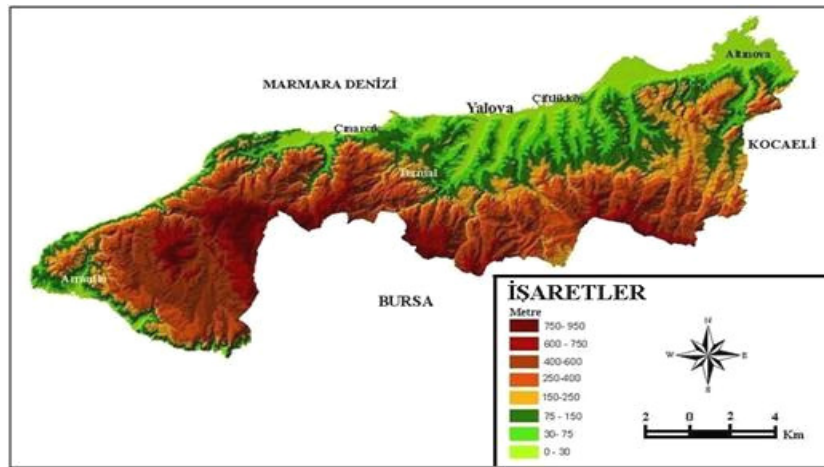 Altınova
MARMARA DENİZİ
Yalova
Çiftlikköy
Çınarcık
KOCAELİ
Termal
Armutlu
BURSA
İŞARETLER
Metre
750- 950
600 - 750
400-600
250-400
150-250
75 - 150
30- 75
0 - 30
N
W
E
S
2 0 2 4
Km